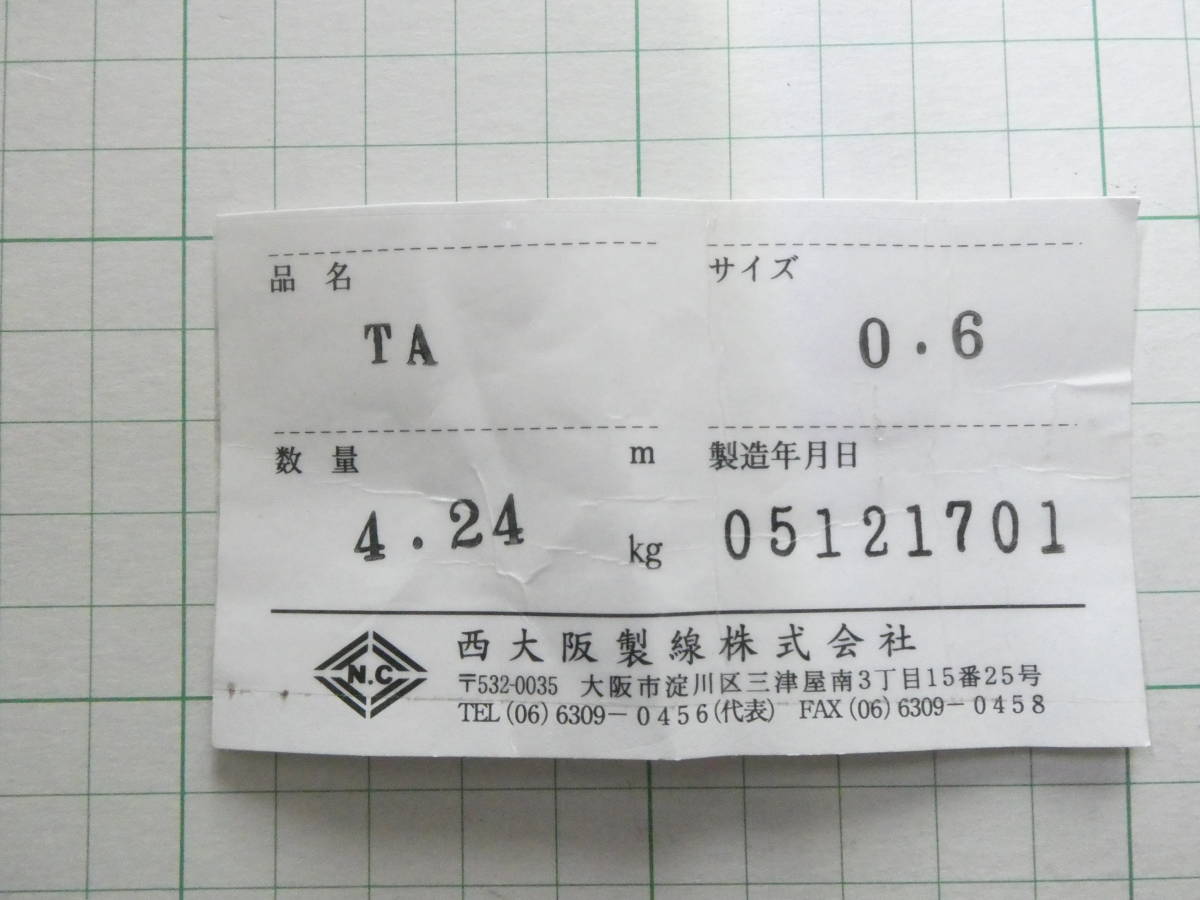 品 名 サイズ
TA 0.6
数 量 m 製造年月日
4.24 kg 05121701
西大阪製線株式会社
N.C 〒532-0035 大阪市淀川区三津屋南3丁目15番25号
TEL (06) 6309-0456(代表) FAX (06) 6309-0458